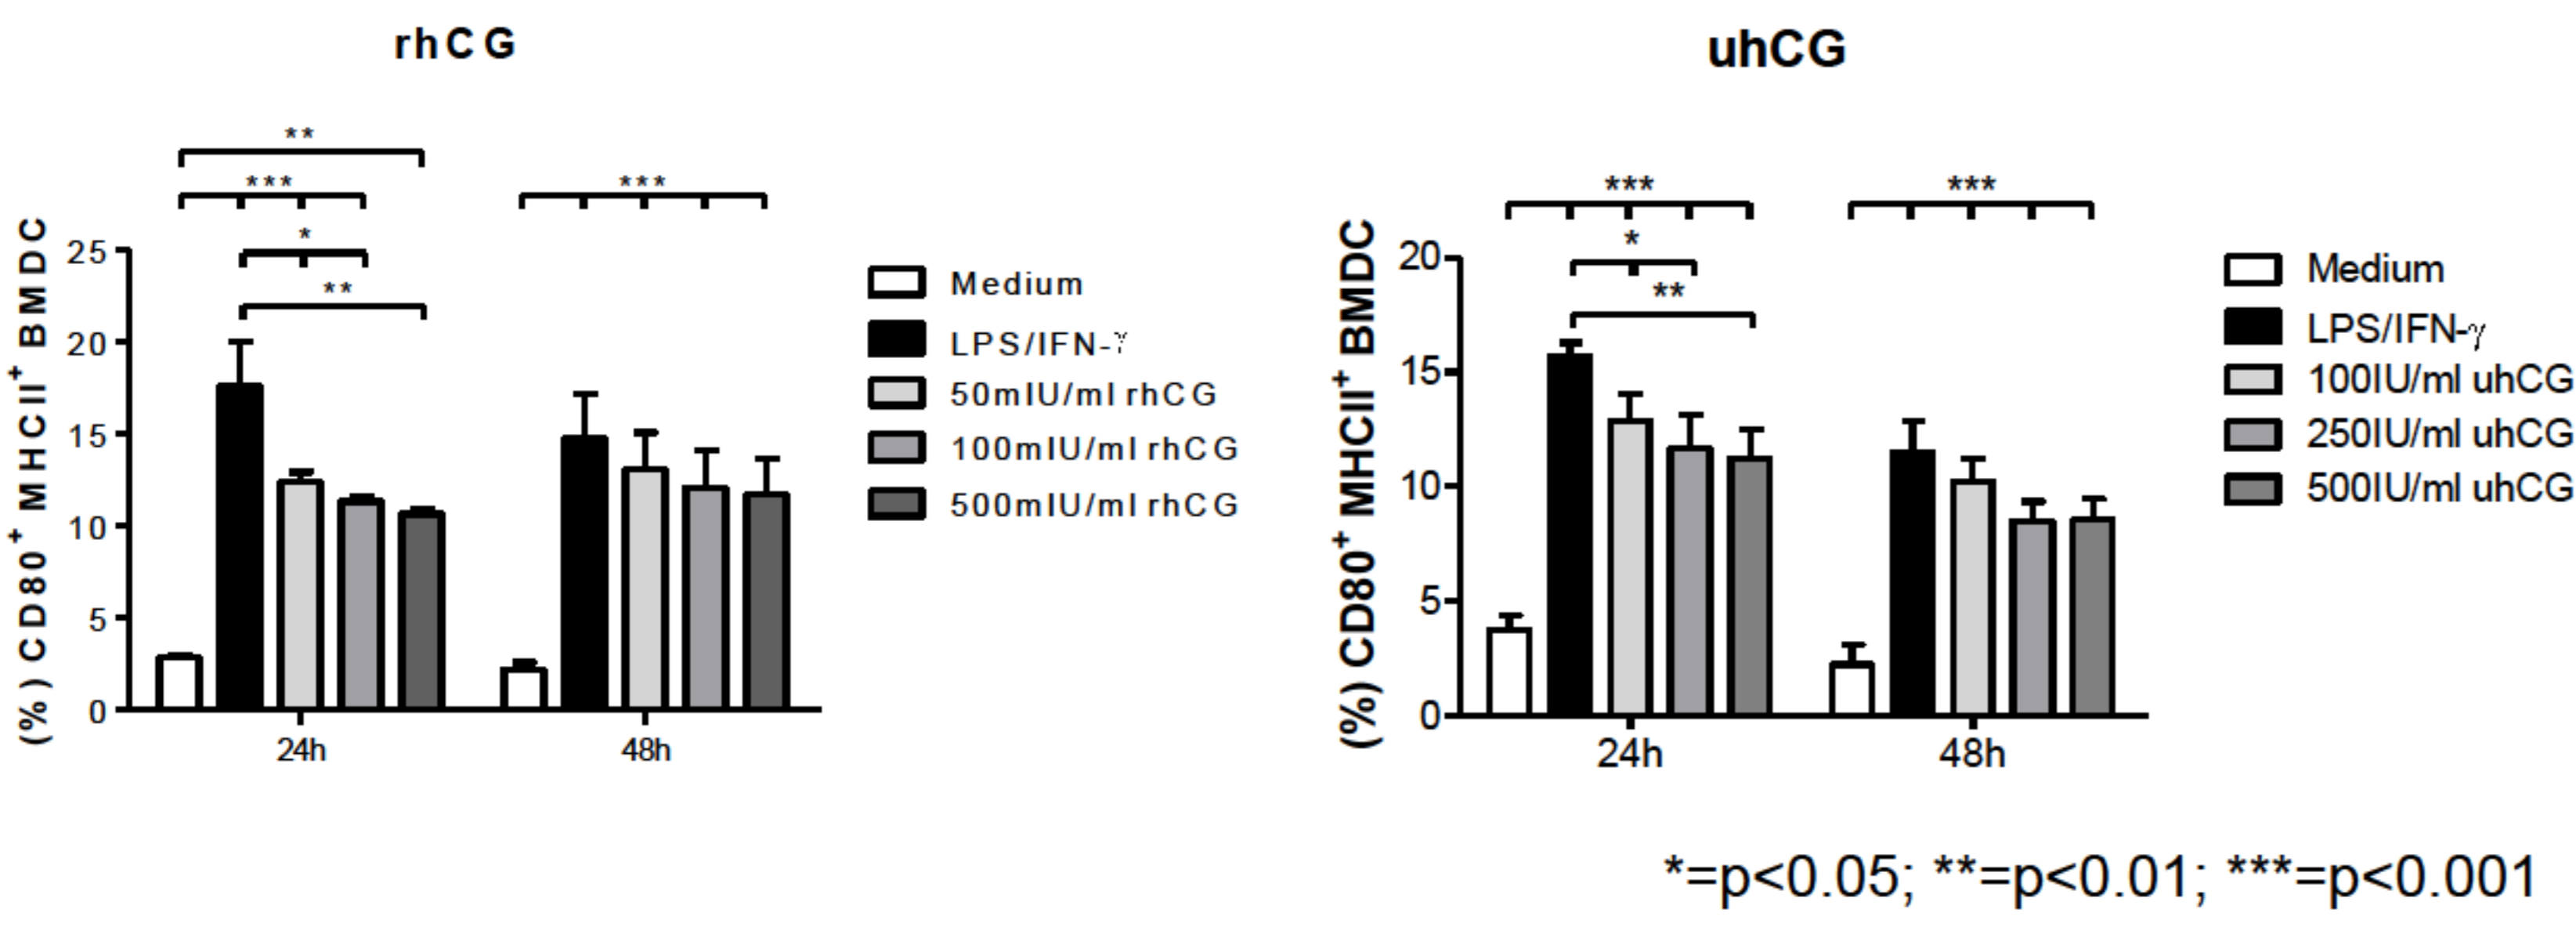 rhCG
**
***
***
*
**
25
20
15
10
5
0
(%) CD80+ MHCII+ BMDC
24h
48h
Medium
LPS/IFN-γ
50mIU/ml rhCG
100mIU/ml rhCG
500mIU/ml rhCG
uhCG
***
***
*
**
20
15
10
5
0
(%) CD80+ MHCII+ BMDC
24h
48h
Medium
LPS/IFN-γ
100IU/ml uhCG
250IU/ml uhCG
500IU/ml uhCG
*=p<0.05; **=p<0.01; ***=p<0.001